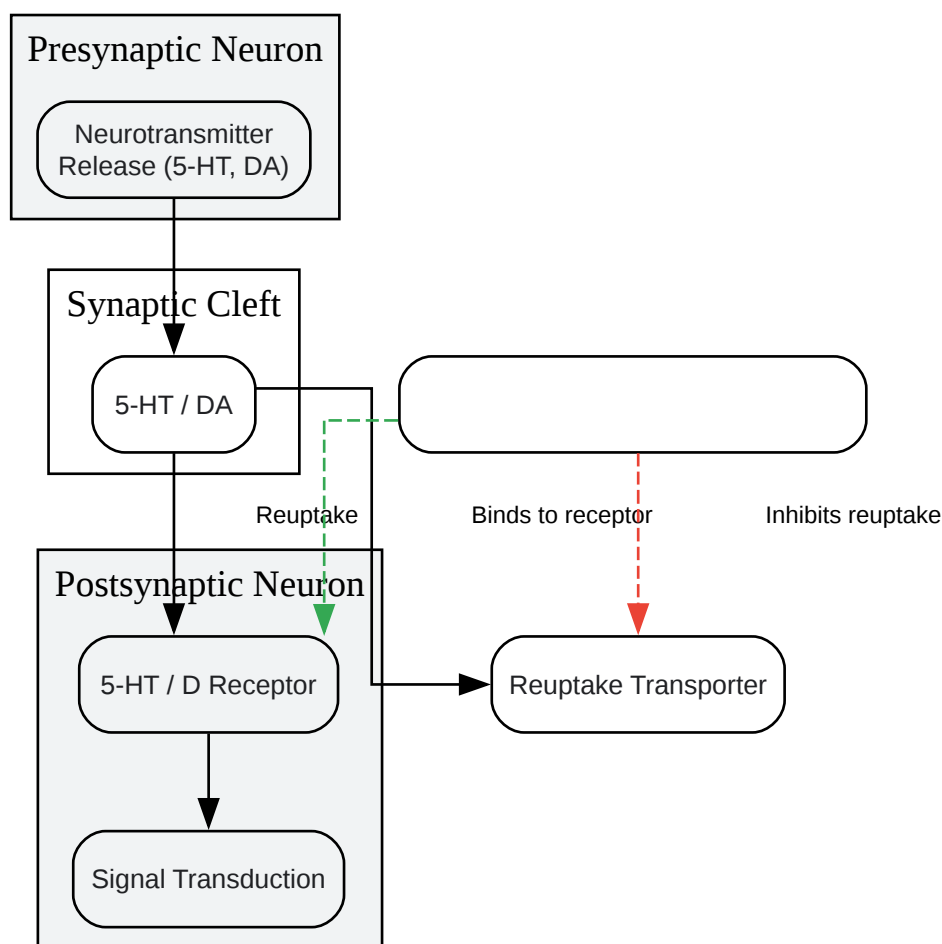 Presynaptic Neuron
Neurotransmitter
Release (5-HT, DA)
Synaptic Cleft
5-HT / DA
Reuptake
Binds to receptor
Inhibits reuptake
Postsynaptic Neuron
5-HT / D Receptor
Reuptake Transporter
Signal Transduction